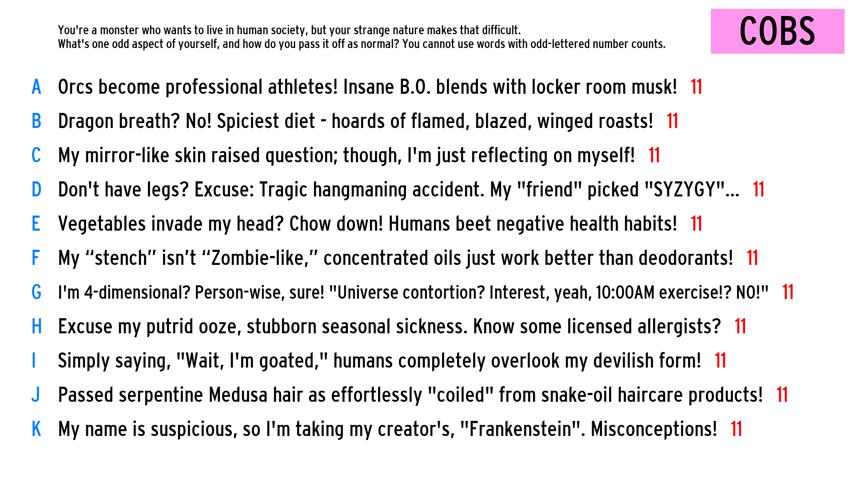 You're a monster who wants to live in human society, but your strange nature makes that difficult.
What's one odd aspect of yourself, and how do you pass it off as normal? You cannot use words with odd-lettered number counts.
COBS
A Orcs become professional athletes! Insane B.O. blends with locker room musk! 11
B Dragon breath? No! Spiciest diet - hoards of flamed, blazed, winged roasts! 11
C My mirror-like skin raised question; though, I'm just reflecting on myself! 11
D Don't have legs? Excuse: Tragic hangmaning accident. My "friend" picked "SYZYGY"... 11
E Vegetables invade my head? Chow down! Humans beet negative health habits! 11
F My “stench” isn’t “Zombie-like,” concentrated oils just work better than deodorants! 11
G I'm 4-dimensional? Person-wise, sure! "Universe contortion? Interest, yeah, 10:00AM exercise!? NO!" 11
H Excuse my putrid ooze, stubborn seasonal sickness. Know some licensed allergists? 11
I Simply saying, "Wait, I'm goated," humans completely overlook my devilish form! 11
J Passed serpentine Medusa hair as effortlessly "coiled" from snake-oil haircare products! 11
K My name is suspicious, so I'm taking my creator's, "Frankenstein". Misconceptions! 11